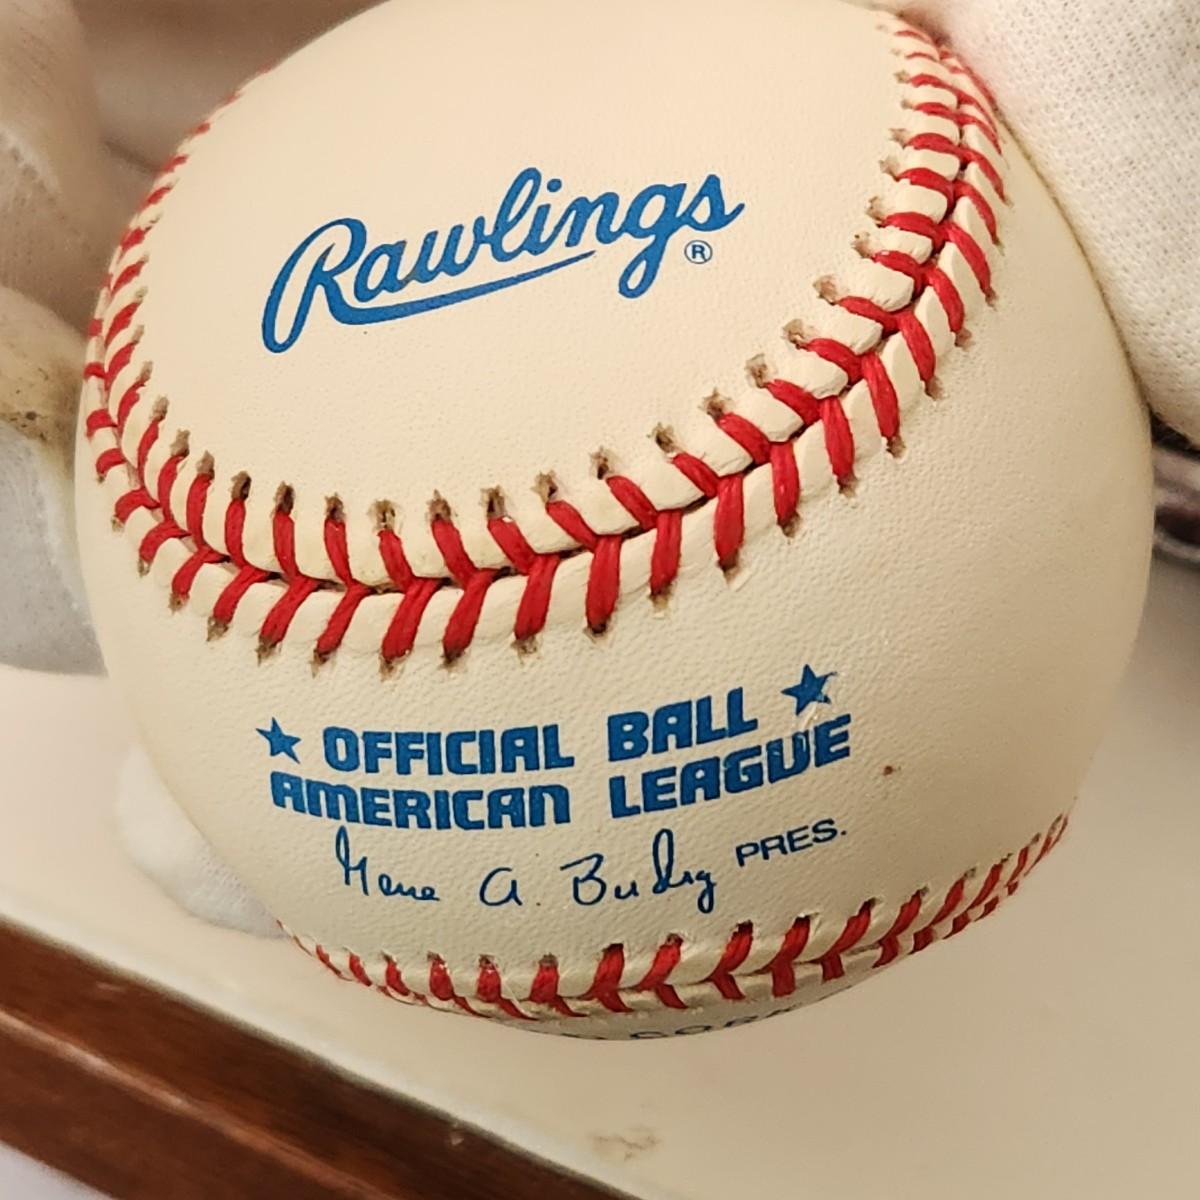 Rawlings®
★ OFFICIAL BALL ★
AMERICAN LEAGUE
Gene A. Budig PRES.